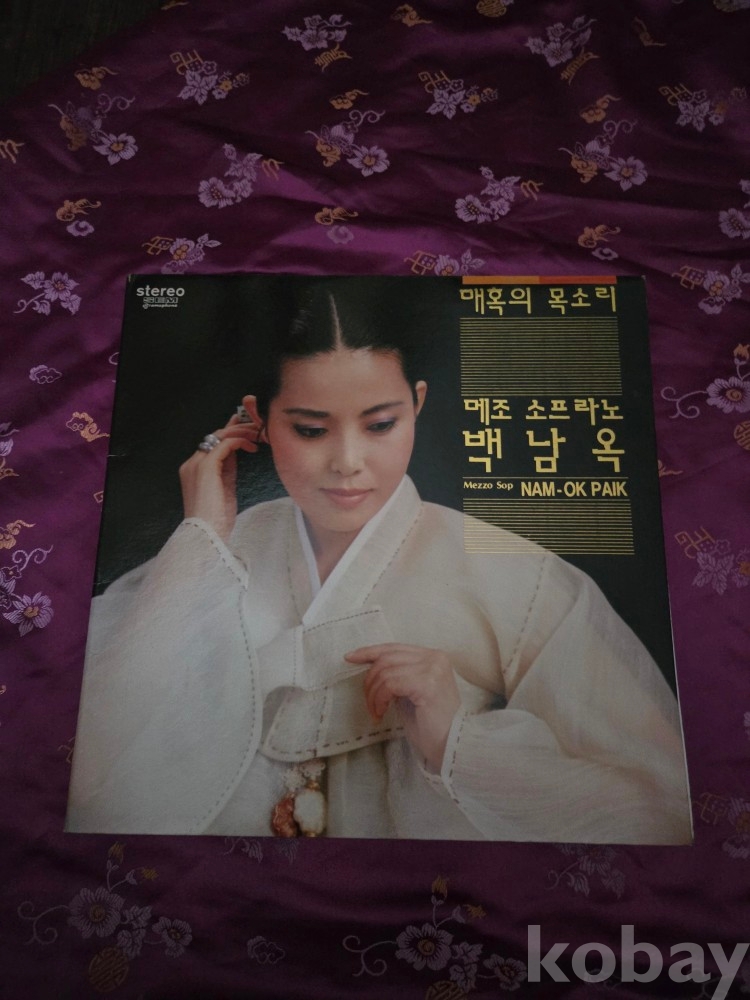 stereo
매혹의 목소리
메조 소프라노
백남옥
Mezzo Sop NAM-OK PAIK
kobay